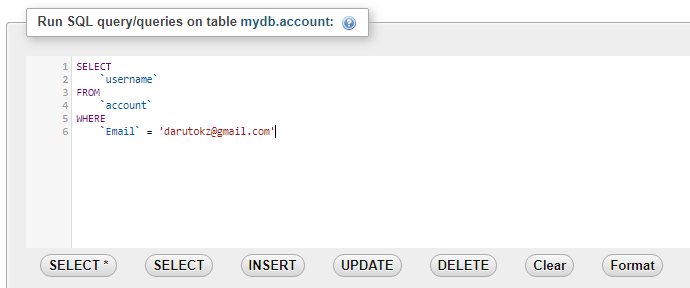 Run SQL query/queries on table mydb.account:
1 SELECT
2 `username`
3 FROM
4 `account`
5 WHERE
6 `Email` = 'darutokz@gmail.com'
SELECT * SELECT INSERT UPDATE DELETE Clear Format